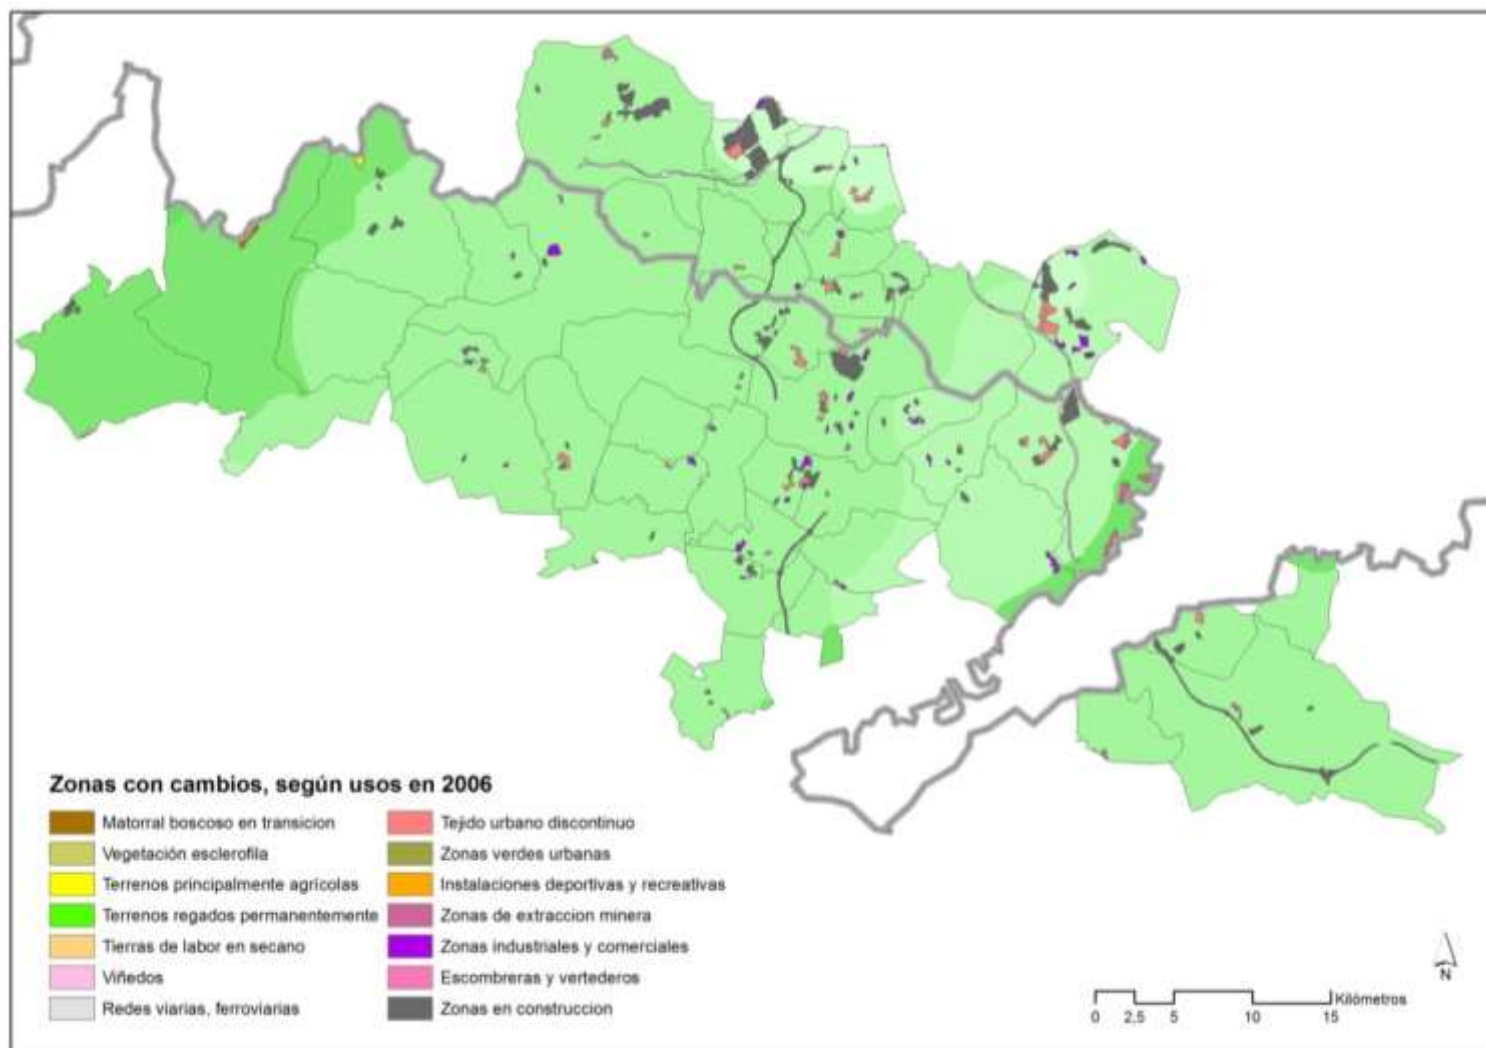 Zonas con cambios, según usos en 2006
Matorral boscoso en transicion
Vegetación esclerofila
Terrenos principalmente agrícolas
Terrenos regados permanentemente
Tierras de labor en secano
Viñedos
Redes viarias, ferroviarias
Tejido urbano discontinuo
Zonas verdes urbanas
Instalaciones deportivas y recreativas
Zonas de extraccion minera
Zonas industriales y comerciales
Escombreras y vertederos
Zonas en construccion
N
Kilómetros
0 2,5 5 10 15